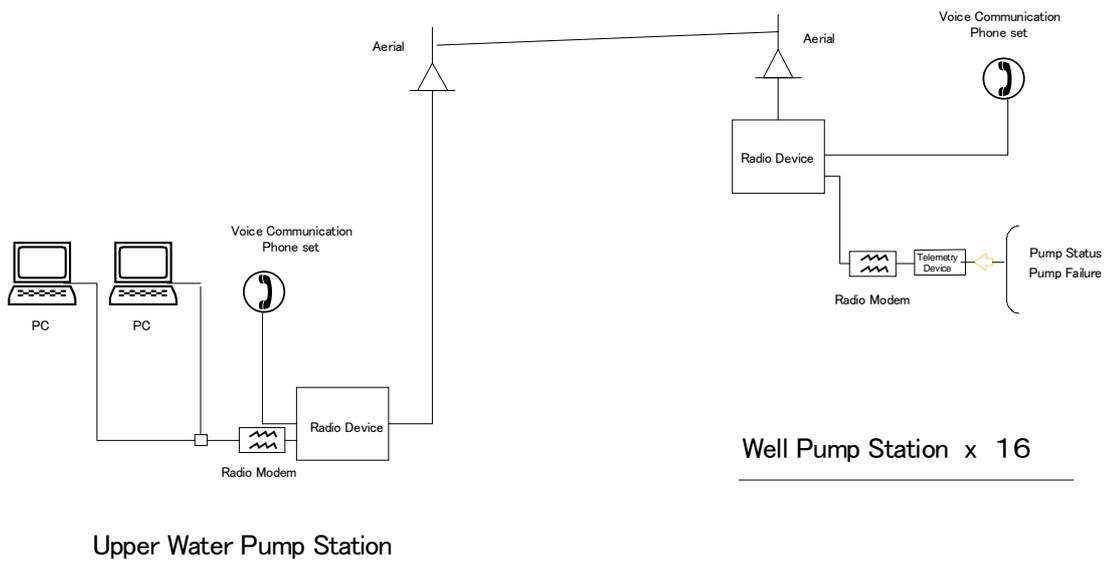 Voice Communication
Phone set
Aerial
Aerial
Radio Device
Voice Communication
Phone set
Pump Status
Pump Failure
Telemetry
Device
Radio Modem
PC
PC
Radio Device
Radio Modem
Well Pump Station x 16
Upper Water Pump Station